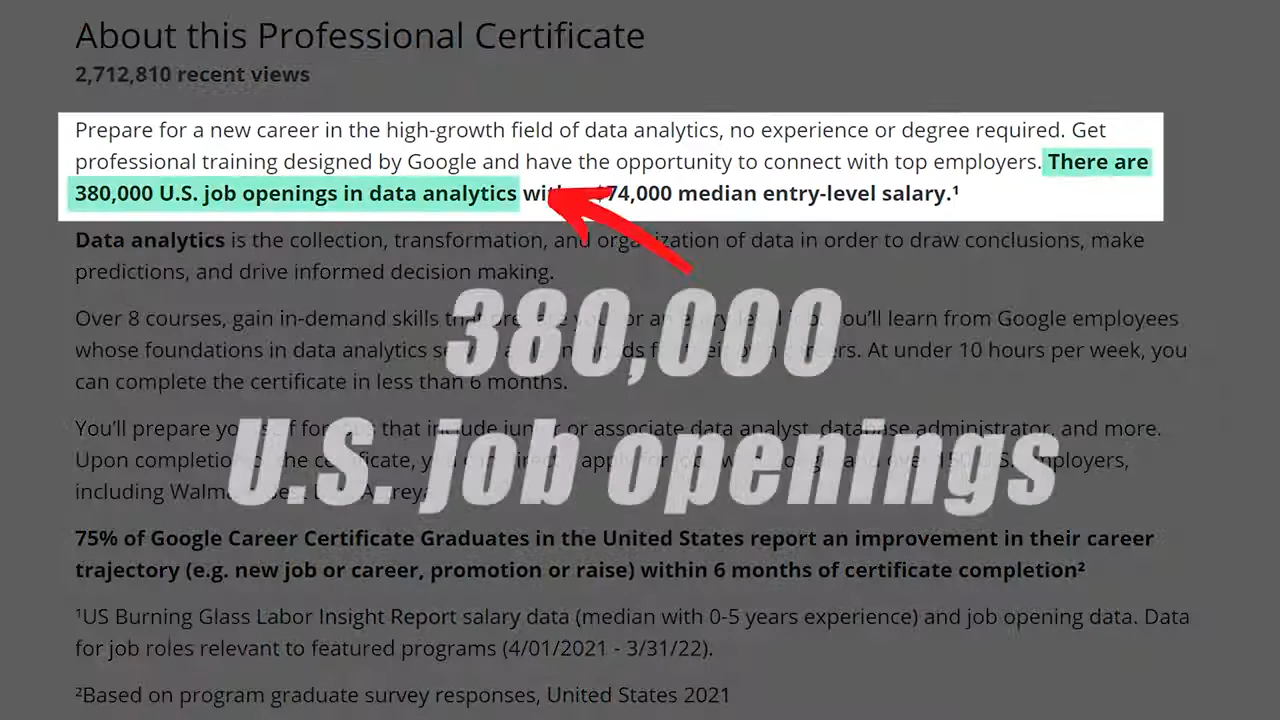 About this Professional Certificate
2,712,810 recent views
Prepare for a new career in the high-growth field of data analytics, no experience or degree required. Get
professional training designed by Google and have the opportunity to connect with top employers. There are
380,000 U.S. job openings in data analytics 74,000 median entry-level salary.¹
Data analytics is the collection, transformation, and organization of data in order to draw conclusions, make
predictions, and drive informed decision making.
380,000
Over 8 courses, gain in-demand skills you'll learn from Google employees
whose foundations in data analytics careers. At under 10 hours per week, you
can complete the certificate in less than 6 months.
U.S. job openings
You'll prepare that include junior or associate data analyst, database administrator, and more.
Upon completion the certificate, U.S. employers,
including
75% of Google Career Certificate Graduates in the United States report an improvement in their career
trajectory (e.g. new job or career, promotion or raise) within 6 months of certificate completion²
¹US Burning Glass Labor Insight Report salary data (median with 0-5 years experience) and job opening data. Data
for job roles relevant to featured programs (4/01/2021 - 3/31/22).
²Based on program graduate survey responses, United States 2021